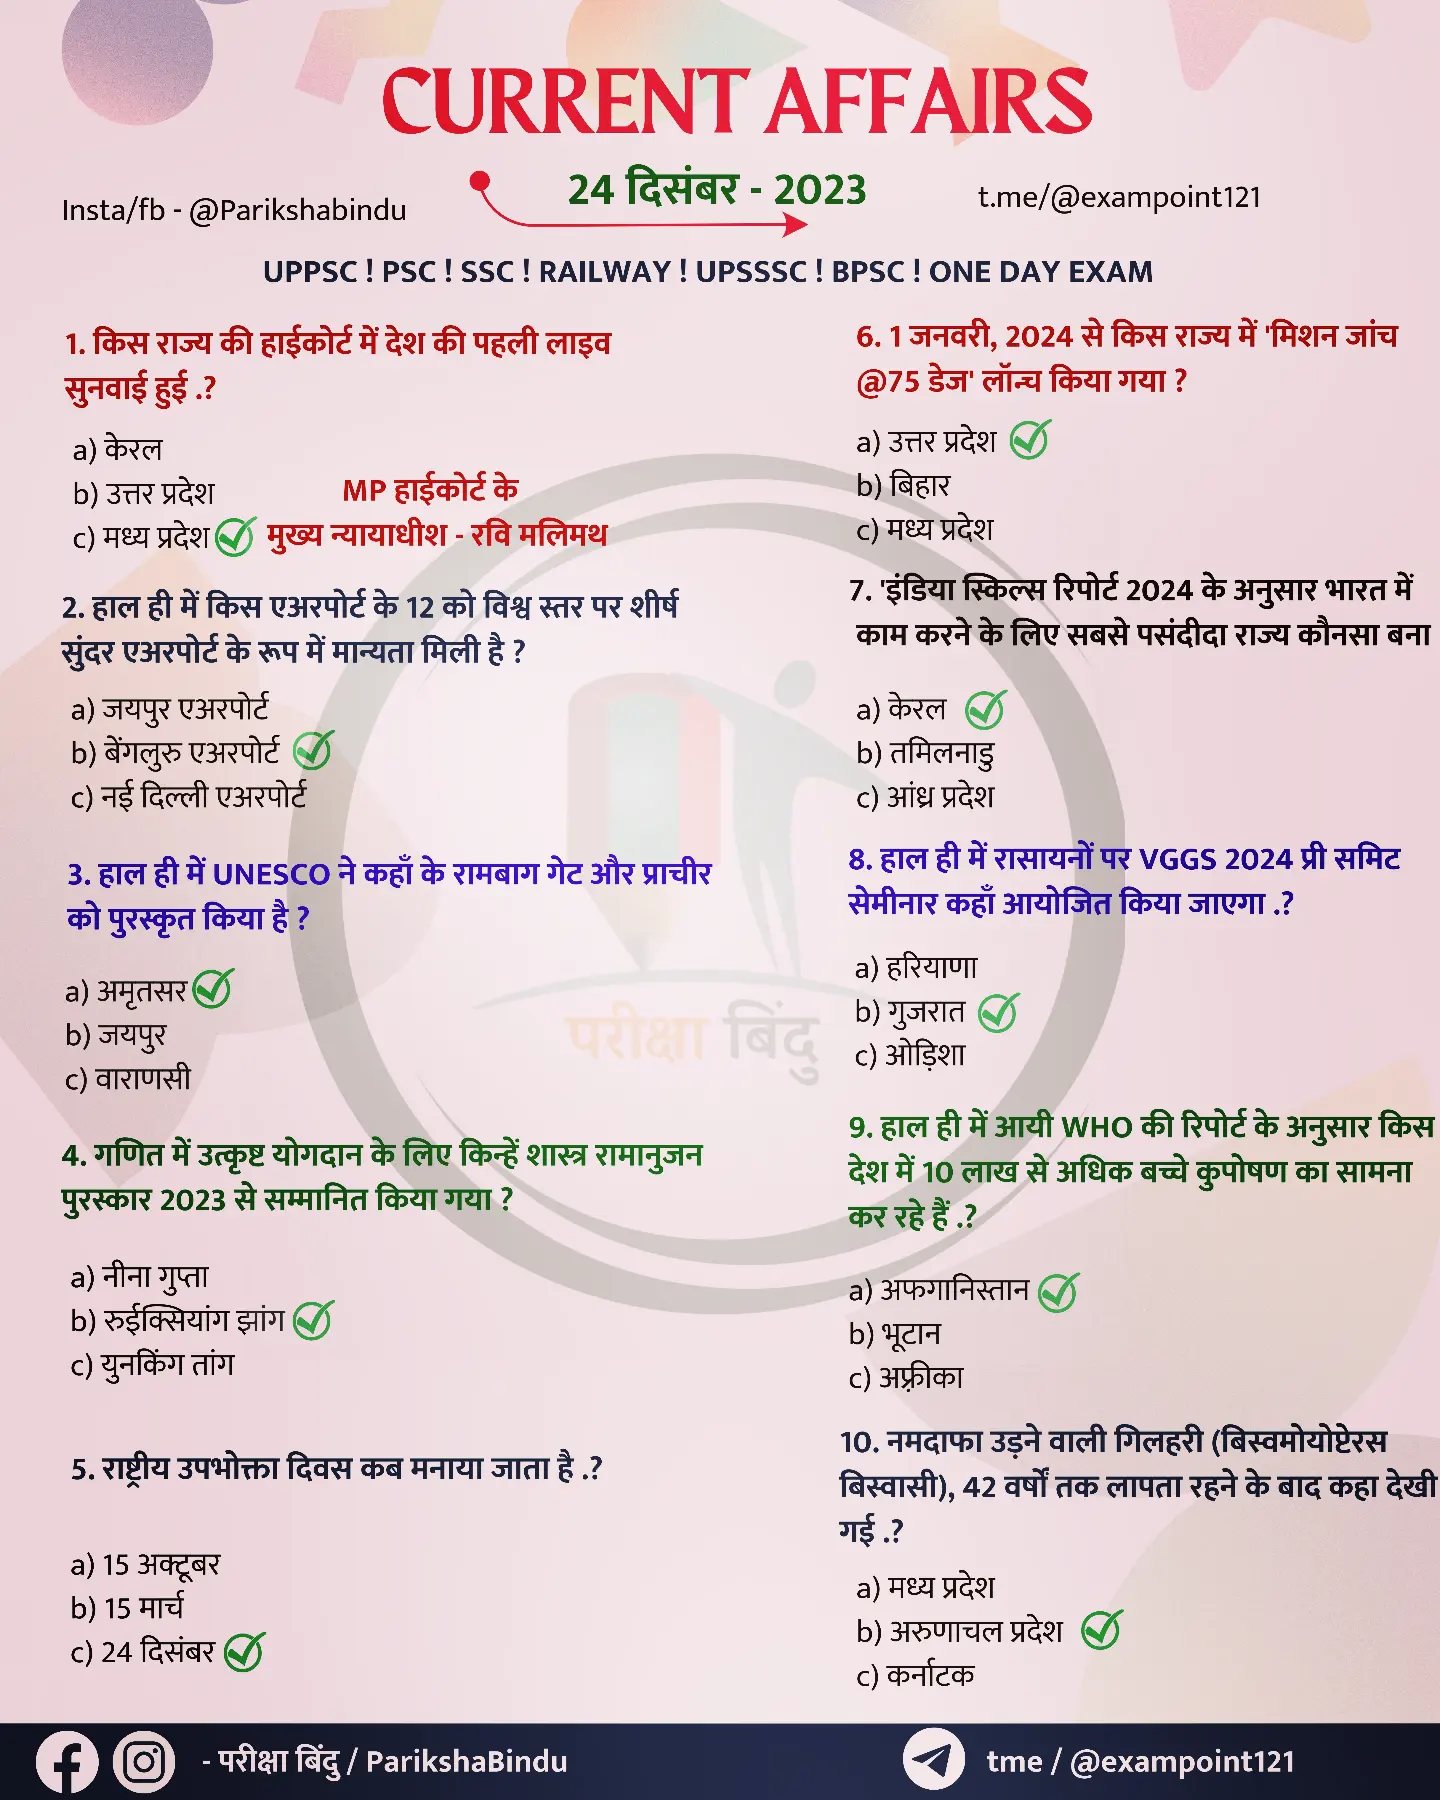 CURRENT AFFAIRS
24 दिसंबर - 2023
Insta/fb - @Parikshabindu
t.me/@exampoint121
UPPSC ! PSC ! SSC ! RAILWAY ! UPSSSC ! BPSC ! ONE DAY EXAM
1. किस राज्य की हाईकोर्ट में देश की पहली लाइव
सुनवाई हुई .?
a) केरल
b) उत्तर प्रदेश
c) मध्य प्रदेश
MP हाईकोर्ट के
मुख्य न्यायाधीश - रवि मलिमथ
2. हाल ही में किस एअरपोर्ट के 12 को विश्व स्तर पर शीर्ष
सुंदर एअरपोर्ट के रूप में मान्यता मिली है ?
a) जयपुर एअरपोर्ट
b) बेंगलुरु एअरपोर्ट
c) नई दिल्ली एअरपोर्ट
3. हाल ही में UNESCO ने कहाँ के रामबाग गेट और प्राचीर
को पुरस्कृत किया है ?
a) अमृतसर
b) जयपुर
c) वाराणसी
4. गणित में उत्कृष्ट योगदान के लिए किन्हें शास्त्र रामानुजन
पुरस्कार 2023 से सम्मानित किया गया ?
a) नीना गुप्ता
b) रुईक्सियांग झांग
c) युनकिंग तांग
5. राष्ट्रीय उपभोक्ता दिवस कब मनाया जाता है .?
a) 15 अक्टूबर
b) 15 मार्च
c) 24 दिसंबर
6. 1 जनवरी, 2024 से किस राज्य में 'मिशन जांच
@75 डेज' लॉन्च किया गया ?
a) उत्तर प्रदेश
b) बिहार
c) मध्य प्रदेश
7. 'इंडिया स्किल्स रिपोर्ट 2024 के अनुसार भारत में
काम करने के लिए सबसे पसंदीदा राज्य कौनसा बना
a) केरल
b) तमिलनाडु
c) आंध्र प्रदेश
8. हाल ही में रासायनों पर VGGS 2024 प्री समिट
सेमीनार कहाँ आयोजित किया जाएगा .?
a) हरियाणा
b) गुजरात
c) ओड़िशा
9. हाल ही में आयी WHO की रिपोर्ट के अनुसार किस
देश में 10 लाख से अधिक बच्चे कुपोषण का सामना
कर रहे हैं .?
a) अफगानिस्तान
b) भूटान
c) अफ़्रीका
10. नमदाफा उड़ने वाली गिलहरी (बिस्वमोयोप्टेरस
बिस्वासी), 42 वर्षों तक लापता रहने के बाद कहा देखी
गई .?
a) मध्य प्रदेश
b) अरुणाचल प्रदेश
c) कर्नाटक
परीक्षा बिंदु
- परीक्षा बिंदु / ParikshaBindu
tme / @exampoint121